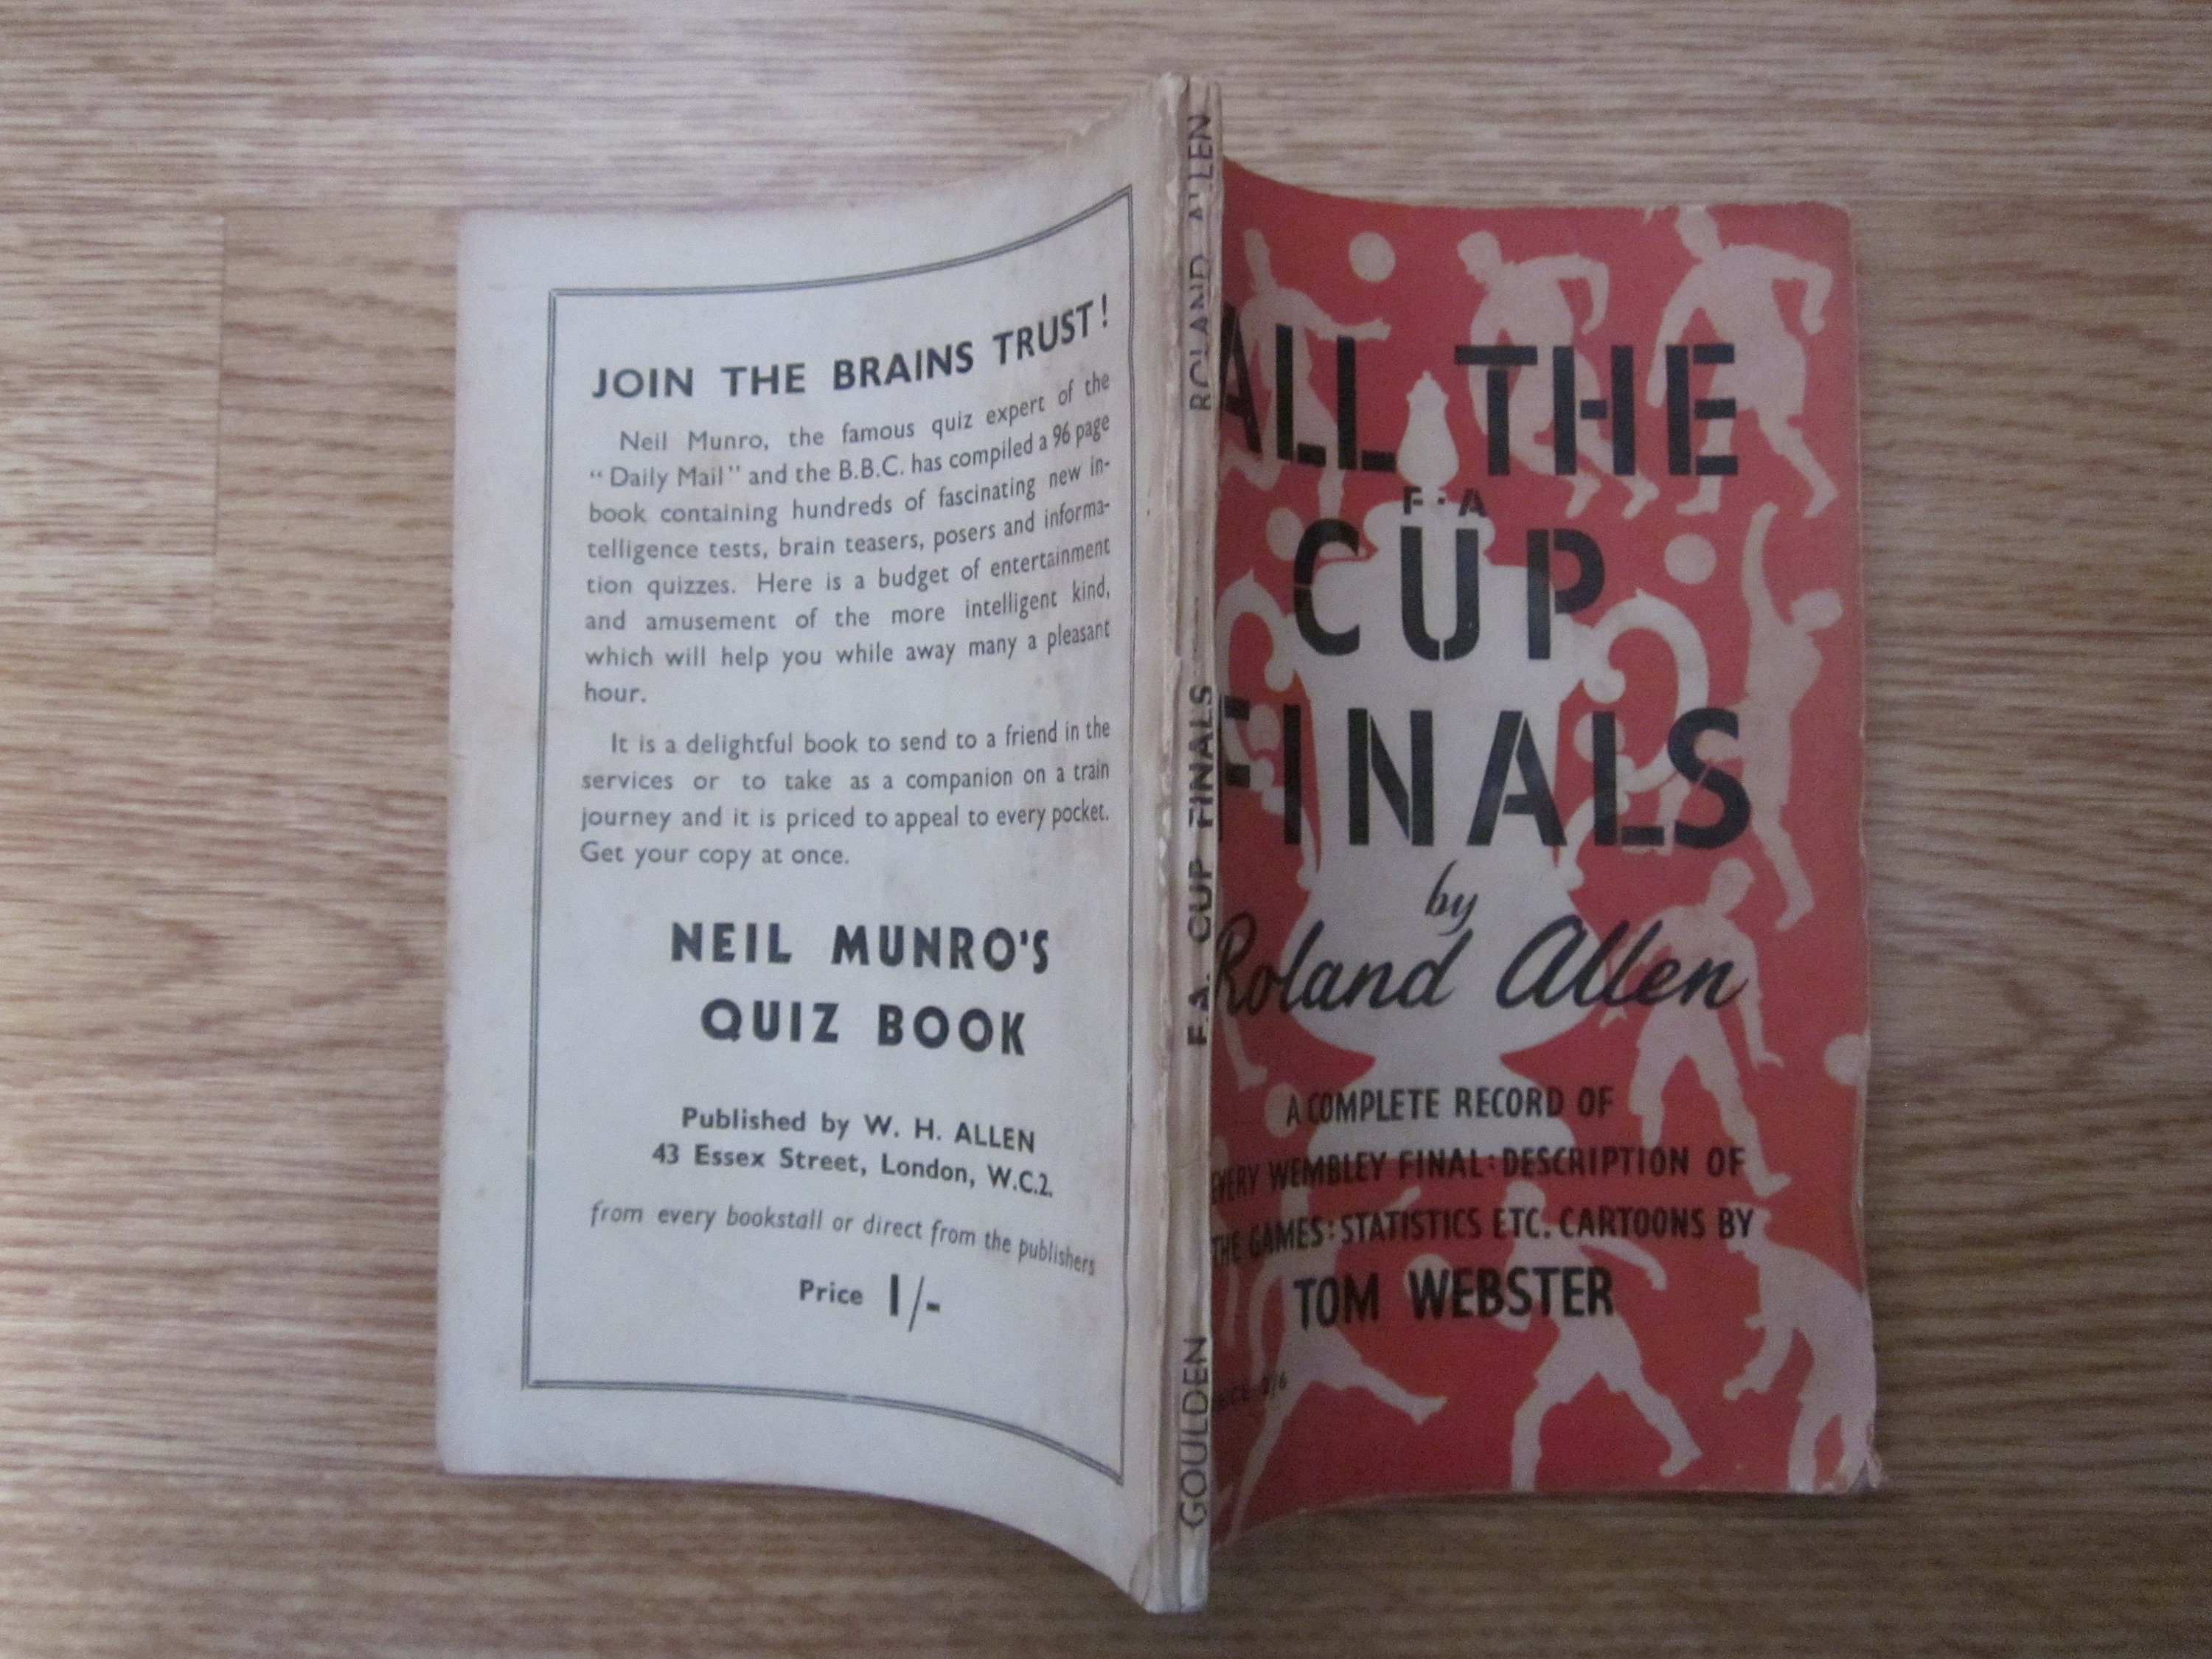 JOIN THE BRAINS TRUST!
Neil Munro, the famous quiz expert of the
“Daily Mail” and the B.B.C. has compiled a 96 page
book containing hundreds of fascinating new in-
telligence tests, brain teasers, posers and informa-
tion quizzes. Here is a budget of entertainment
and amusement of the more intelligent kind,
which will help you while away many a pleasant
hour.
It is a delightful book to send to a friend in the
services or to take as a companion on a train
journey and it is priced to appeal to every pocket.
Get your copy at once.
NEIL MUNRO'S
QUIZ BOOK
Published by W. H. ALLEN
43 Essex Street, London, W.C.2.
from every bookstall or direct from the publishers
Price 1/-
GOULDEN F.A. CUP FINALS ROLAND ALLEN
ALL THE
F·A
CUP
FINALS
by
Roland Allen
A COMPLETE RECORD OF
EVERY WEMBLEY FINAL: DESCRIPTION OF
THE GAMES: STATISTICS ETC. CARTOONS BY
TOM WEBSTER